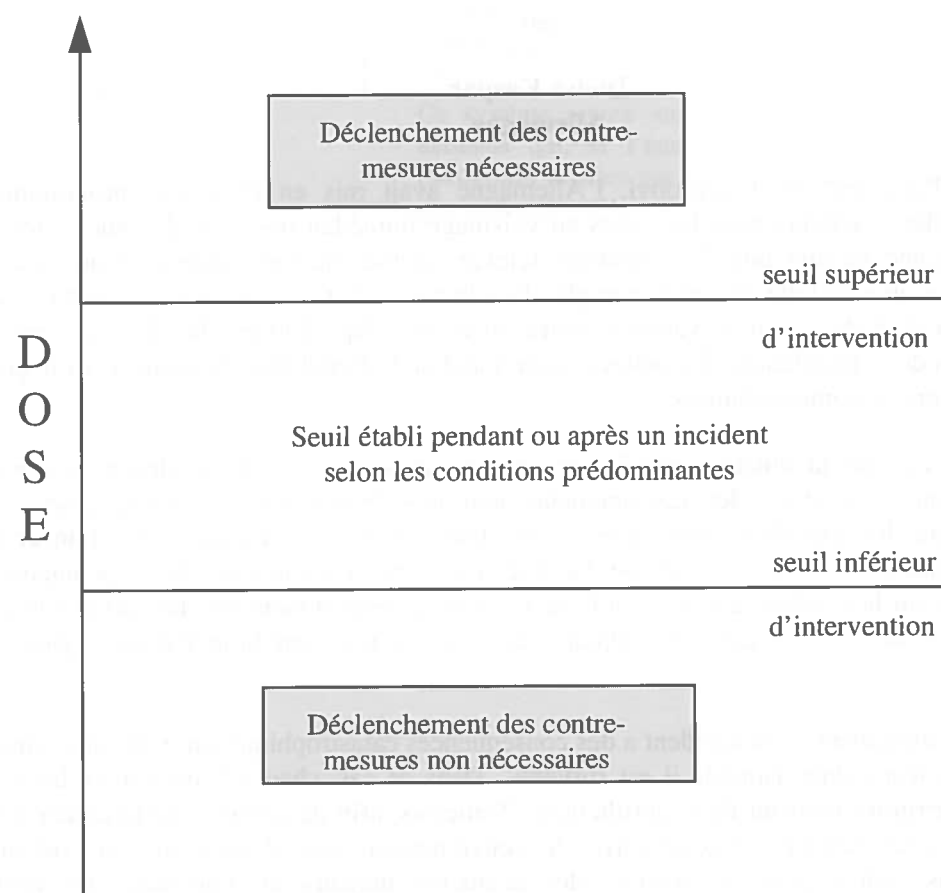 Déclenchement des contre-
mesures nécessaires
seuil supérieur
d'intervention
DOSE
Seuil établi pendant ou après un incident
selon les conditions prédominantes
seuil inférieur
d'intervention
Déclenchement des contre-
mesures non nécessaires